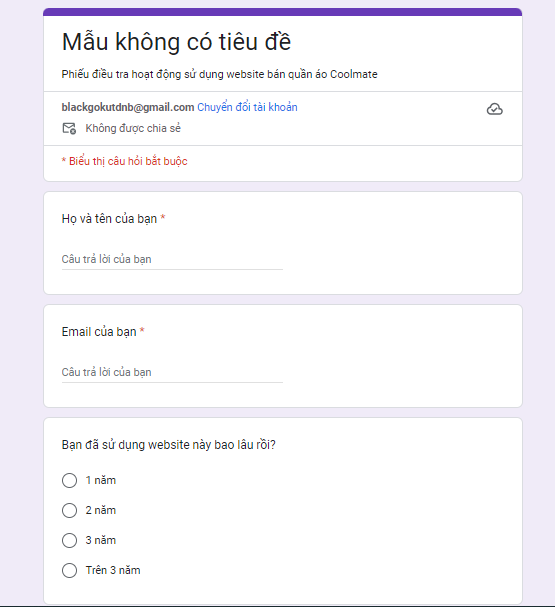 Mẫu không có tiêu đề
Phiếu điều tra hoạt động sử dụng website bán quần áo Coolmate
blackgokutdnb@gmail.com Chuyển đổi tài khoản
Không được chia sẻ
* Biểu thị câu hỏi bắt buộc
Họ và tên của bạn *
Câu trả lời của bạn
Email của bạn *
Câu trả lời của bạn
Bạn đã sử dụng website này bao lâu rồi?
1 năm
2 năm
3 năm
Trên 3 năm